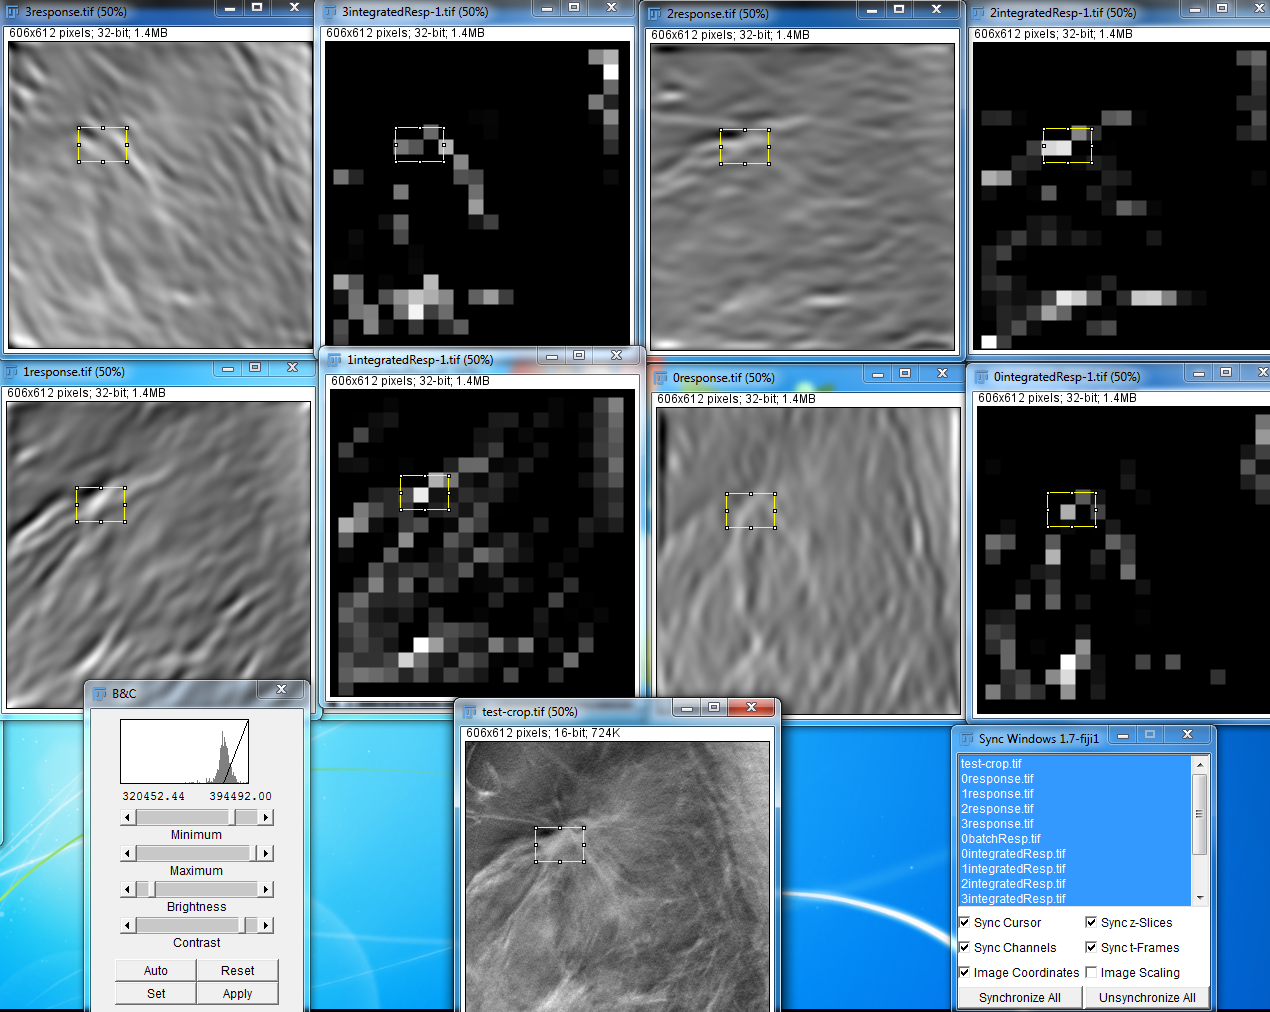 3response.tif (50%)
606x612 pixels; 32-bit; 1.4MB
3integratedResp-1.tif (50%)
606x612 pixels; 32-bit; 1.4MB
2response.tif (50%)
606x612 pixels; 32-bit; 1.4MB
2integratedResp-1.tif (50%)
606x612 pixels; 32-bit; 1.4MB
1response.tif (50%)
606x612 pixels; 32-bit; 1.4MB
1integratedResp-1.tif (50%)
606x612 pixels; 32-bit; 1.4MB
0response.tif (50%)
606x612 pixels; 32-bit; 1.4MB
0integratedResp-1.tif (50%)
606x612 pixels; 32-bit; 1.4MB
B&C
320452.44 394492.00
Minimum
Maximum
Brightness
Contrast
Auto Reset
Set Apply
test-crop.tif (50%)
606x612 pixels; 16-bit; 724K
Sync Windows 1.7-fiji1
test-crop.tif
0response.tif
1response.tif
2response.tif
3response.tif
0batchResp.tif
0integratedResp.tif
1integratedResp.tif
2integratedResp.tif
3integratedResp.tif
Sync Cursor Sync z-Slices
Sync Channels Sync t-Frames
Image Coordinates Image Scaling
Synchronize All Unsynchronize All